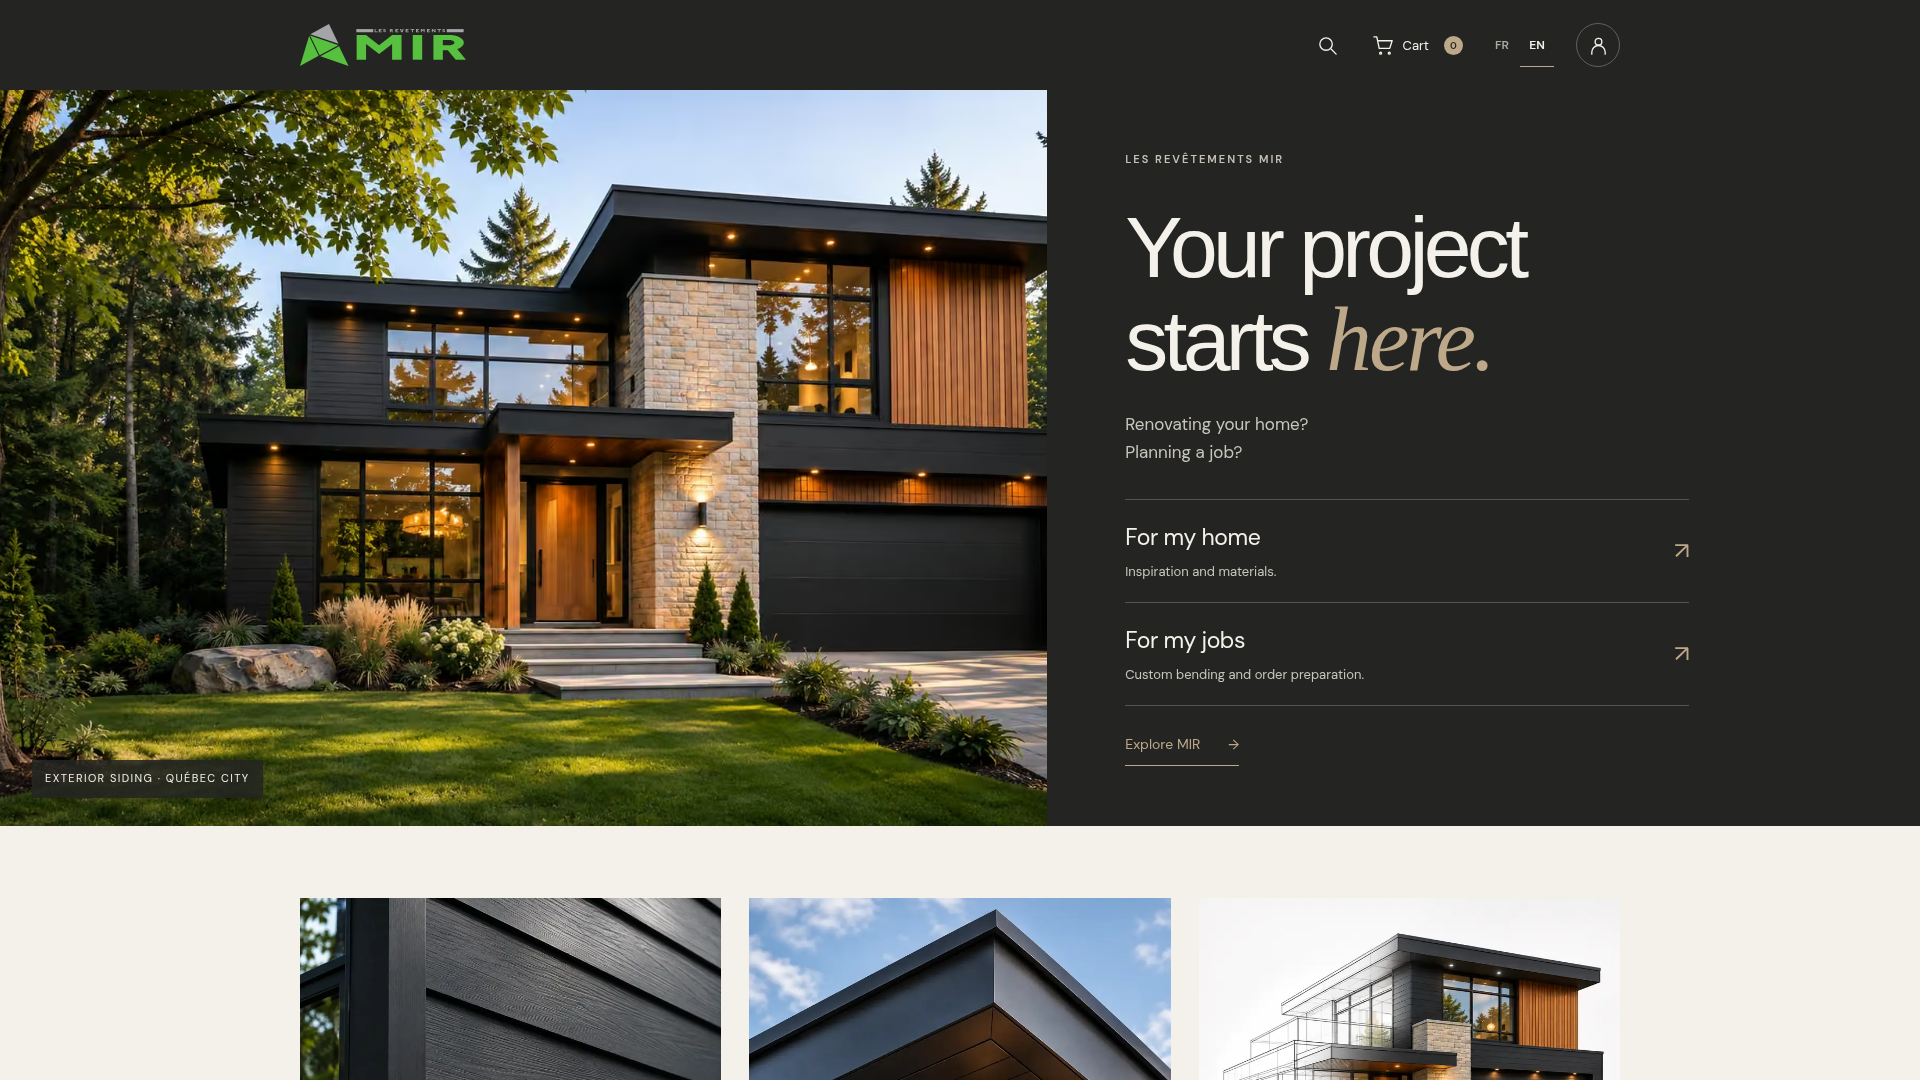 LES REVÊTEMENTS
MIR
Cart 0 FR EN
LES REVÊTEMENTS MIR
Your project
starts here.
Renovating your home?
Planning a job?
For my home
Inspiration and materials.
For my jobs
Custom bending and order preparation.
Explore MIR
EXTERIOR SIDING · QUÉBEC CITY